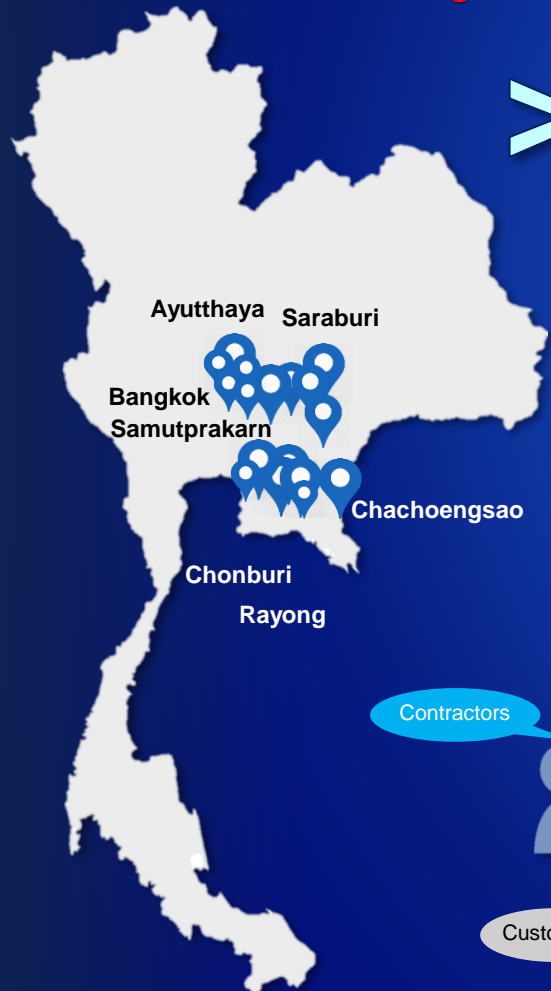 Ayutthaya
Saraburi
Bangkok
Samutprakarn
Chachoengsao
Chonburi
Rayong
Contractors